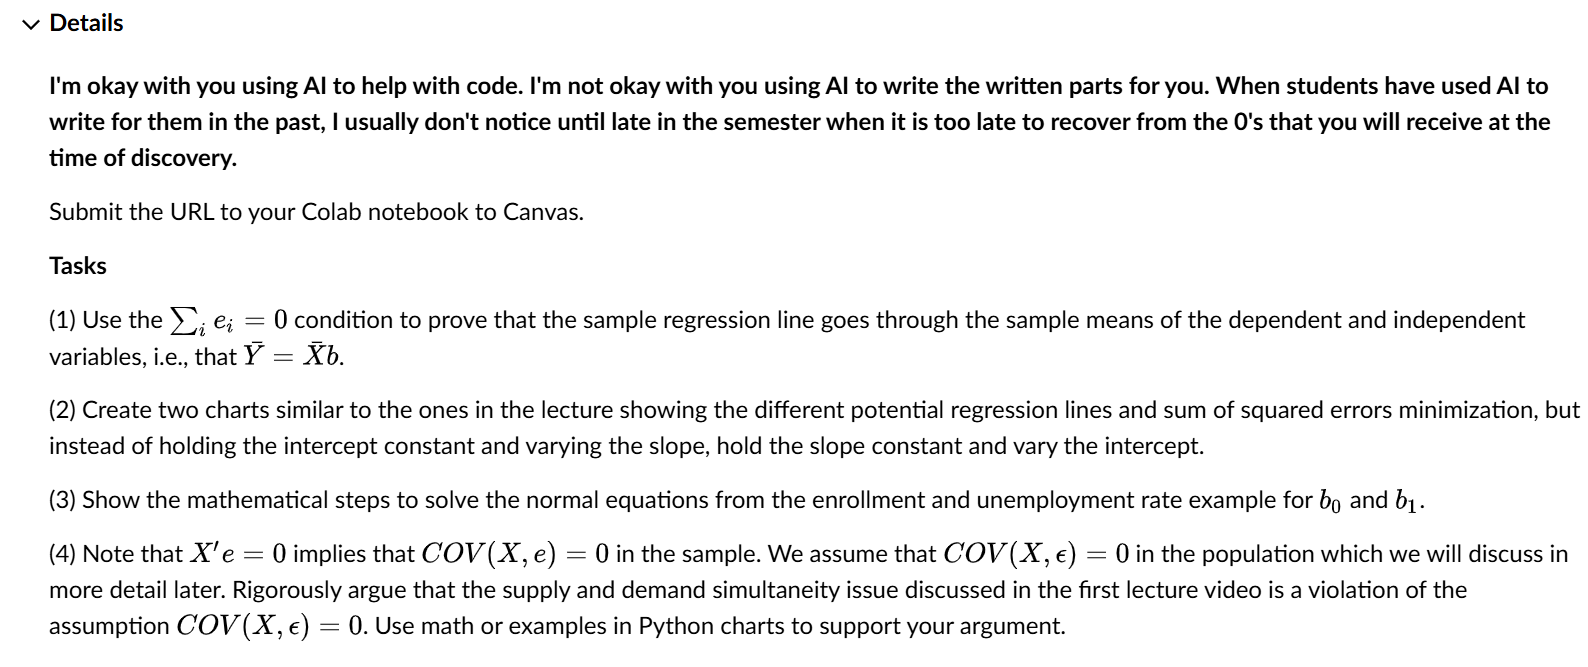 Details
I'm okay with you using AI to help with code. I'm not okay with you using AI to write the written parts for you. When students have used AI to
write for them in the past, I usually don't notice until late in the semester when it is too late to recover from the 0's that you will receive at the
time of discovery.
Submit the URL to your Colab notebook to Canvas.
Tasks
(1) Use the ∑ᵢ eᵢ = 0 condition to prove that the sample regression line goes through the sample means of the dependent and independent
variables, i.e., that Ȳ = X̄b.
(2) Create two charts similar to the ones in the lecture showing the different potential regression lines and sum of squared errors minimization, but
instead of holding the intercept constant and varying the slope, hold the slope constant and vary the intercept.
(3) Show the mathematical steps to solve the normal equations from the enrollment and unemployment rate example for b₀ and b₁.
(4) Note that X′e = 0 implies that COV(X, e) = 0 in the sample. We assume that COV(X, ϵ) = 0 in the population which we will discuss in
more detail later. Rigorously argue that the supply and demand simultaneity issue discussed in the first lecture video is a violation of the
assumption COV(X, ϵ) = 0. Use math or examples in Python charts to support your argument.